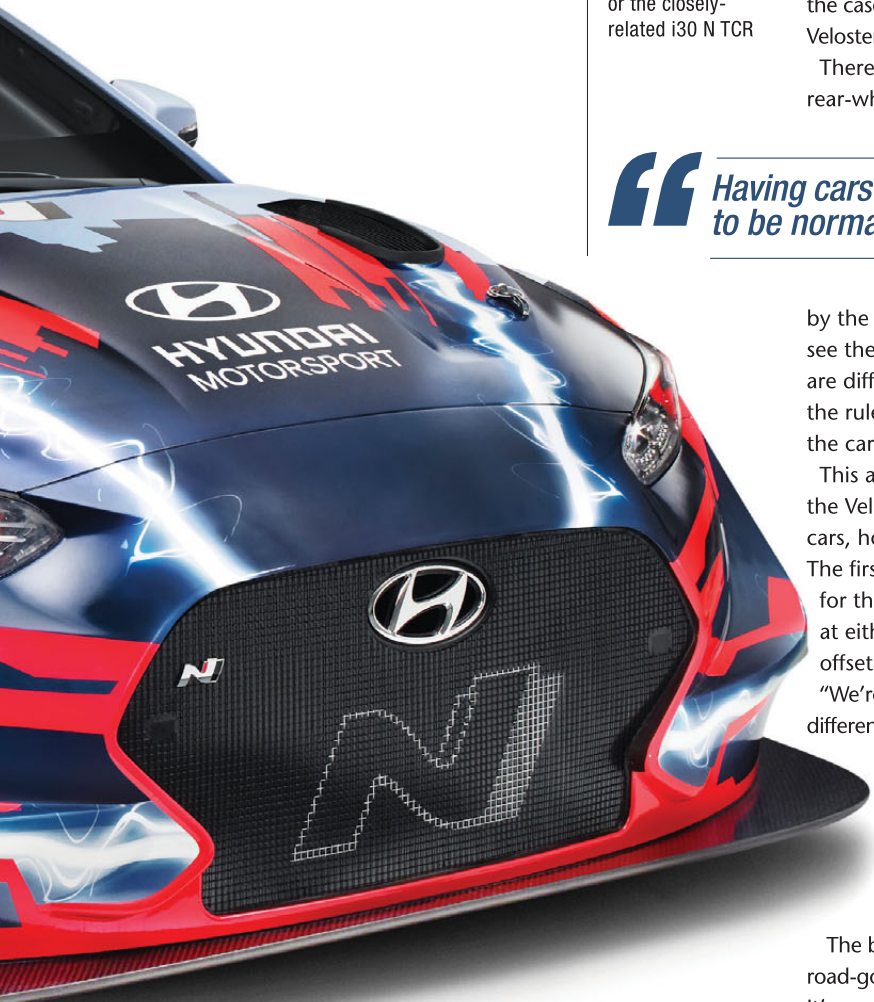 or the closely-
related i30 N TCR
the case
Veloster
There
rear-wh
Having cars
to be norma
HYUNDAI
MOTORSPORT
N
N
by the
see the
are diff
the rule
the car
This a
the Vel
cars, ho
The firs
for th
at eith
offset
“We’re
differen
The b
road-go